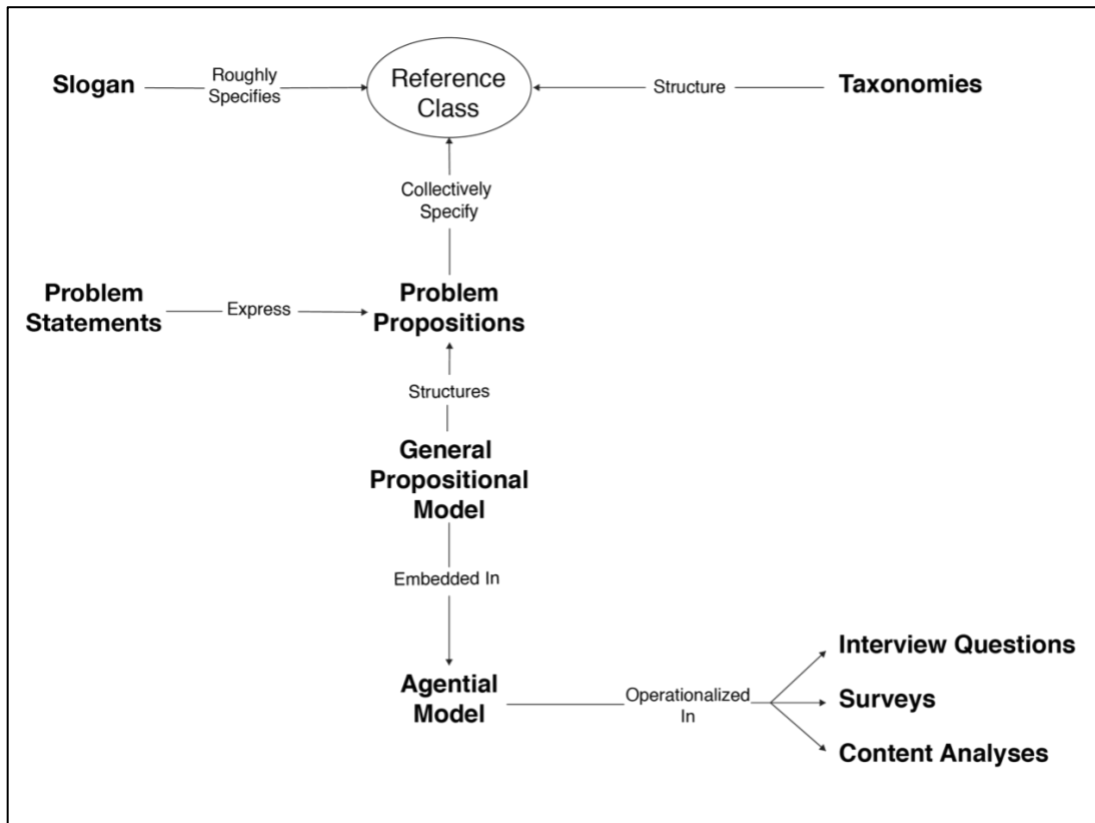 Slogan
Roughly
Specifies
Reference
Class
Structure
Taxonomies
Collectively
Specify
Problem
Statements
Express
Problem
Propositions
Structures
General
Propositional
Model
Embedded In
Agential
Model
Operationalized
In
Interview Questions
Surveys
Content Analyses